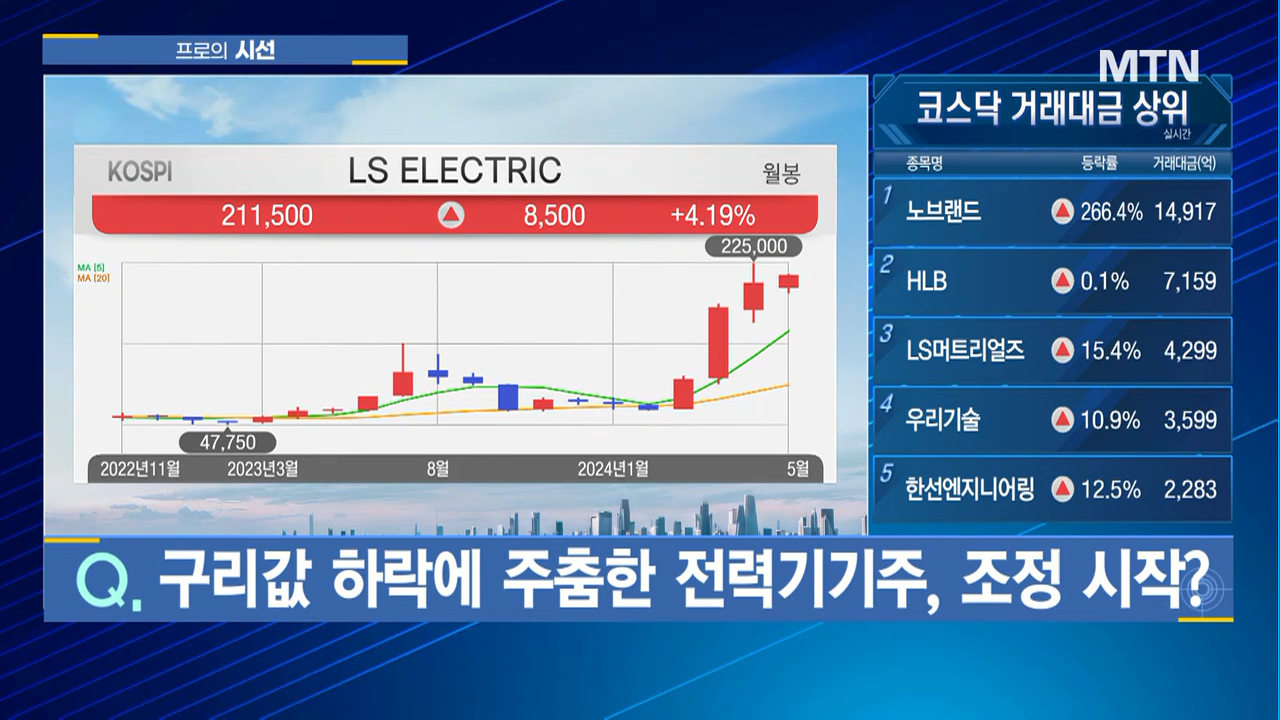 프로의 시선
MTN
KOSPI LS ELECTRIC 월봉
211,500 8,500 +4.19%
225,000
MA [5]
MA [20]
47,750
2022년11월 2023년3월 8월 2024년1월 5월
코스닥 거래대금 상위
실시간
종목명 등락률 거래대금(억)
1 노브랜드 266.4% 14,917
2 HLB 0.1% 7,159
3 LS머트리얼즈 15.4% 4,299
4 우리기술 10.9% 3,599
5 한선엔지니어링 12.5% 2,283
Q. 구리값 하락에 주춤한 전력기기주, 조정 시작?